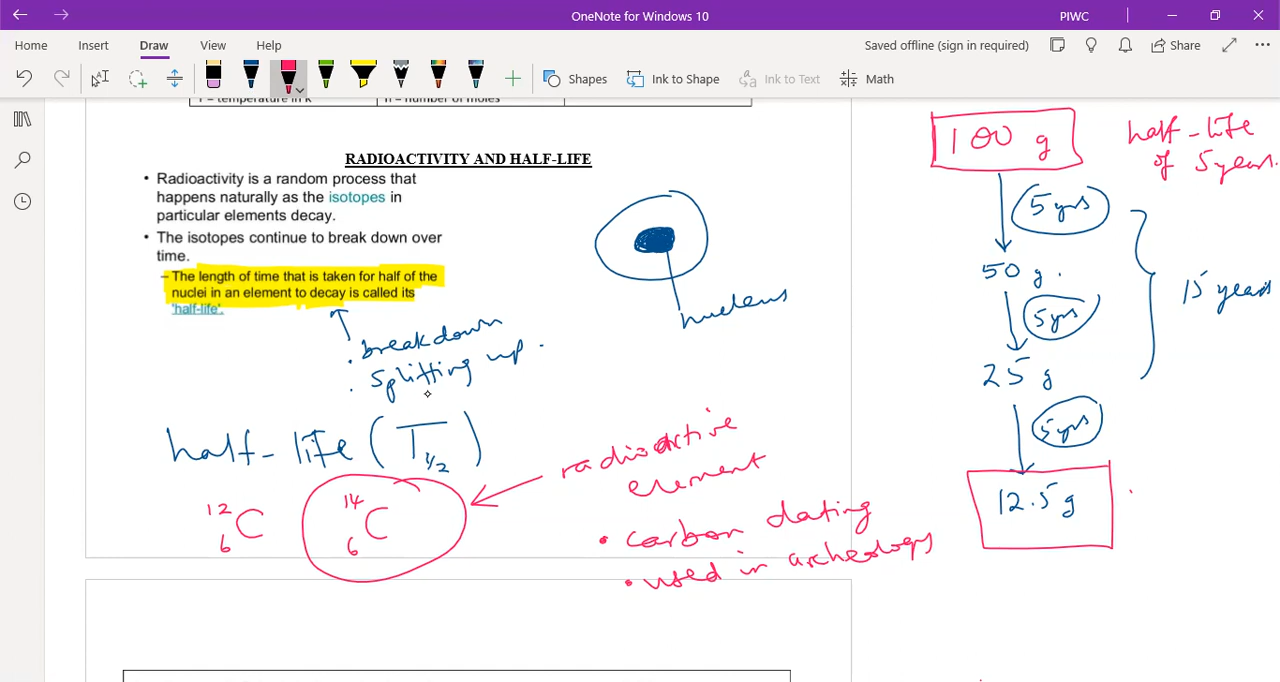 OneNote for Windows 10
PIWC
Home Insert Draw View Help
Saved offline (sign in required)
Share
Shapes
Ink to Shape
Ink to Text
Math
T = temperature in K
n = number of moles
RADIOACTIVITY AND HALF-LIFE
• Radioactivity is a random process that
happens naturally as the isotopes in
particular elements decay.
• The isotopes continue to break down over
time.
– The length of time that is taken for half of the
nuclei in an element to decay is called its
'half-life'.
• breakdown
• splitting up.
nucleus
half-life (T 1/2)
12 6 C
14 6 C
radioactive
element
• carbon dating
• used in archeology
100 g
half-life
of 5 years.
5 yrs
50 g.
5 yrs
15 years
25 g
5 yrs
12.5 g